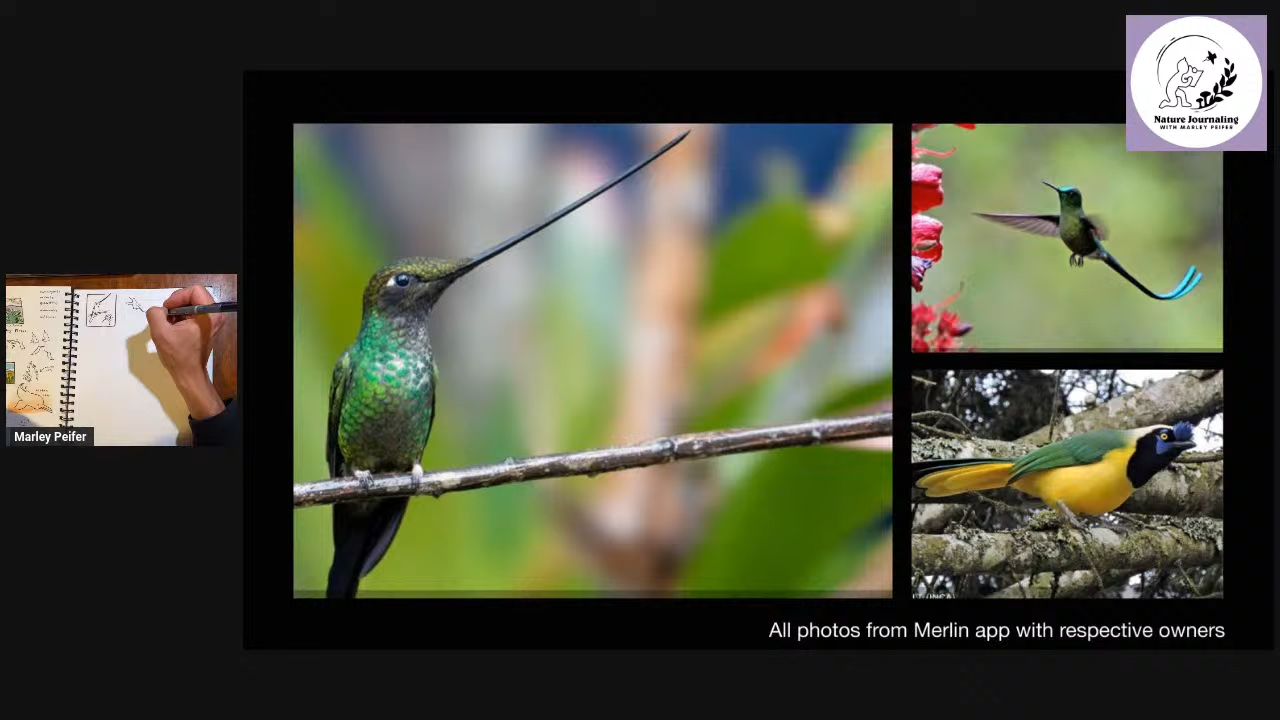 Nature Journaling
WITH MARLEY PEIFER
Marley Peifer
All photos from Merlin app with respective owners